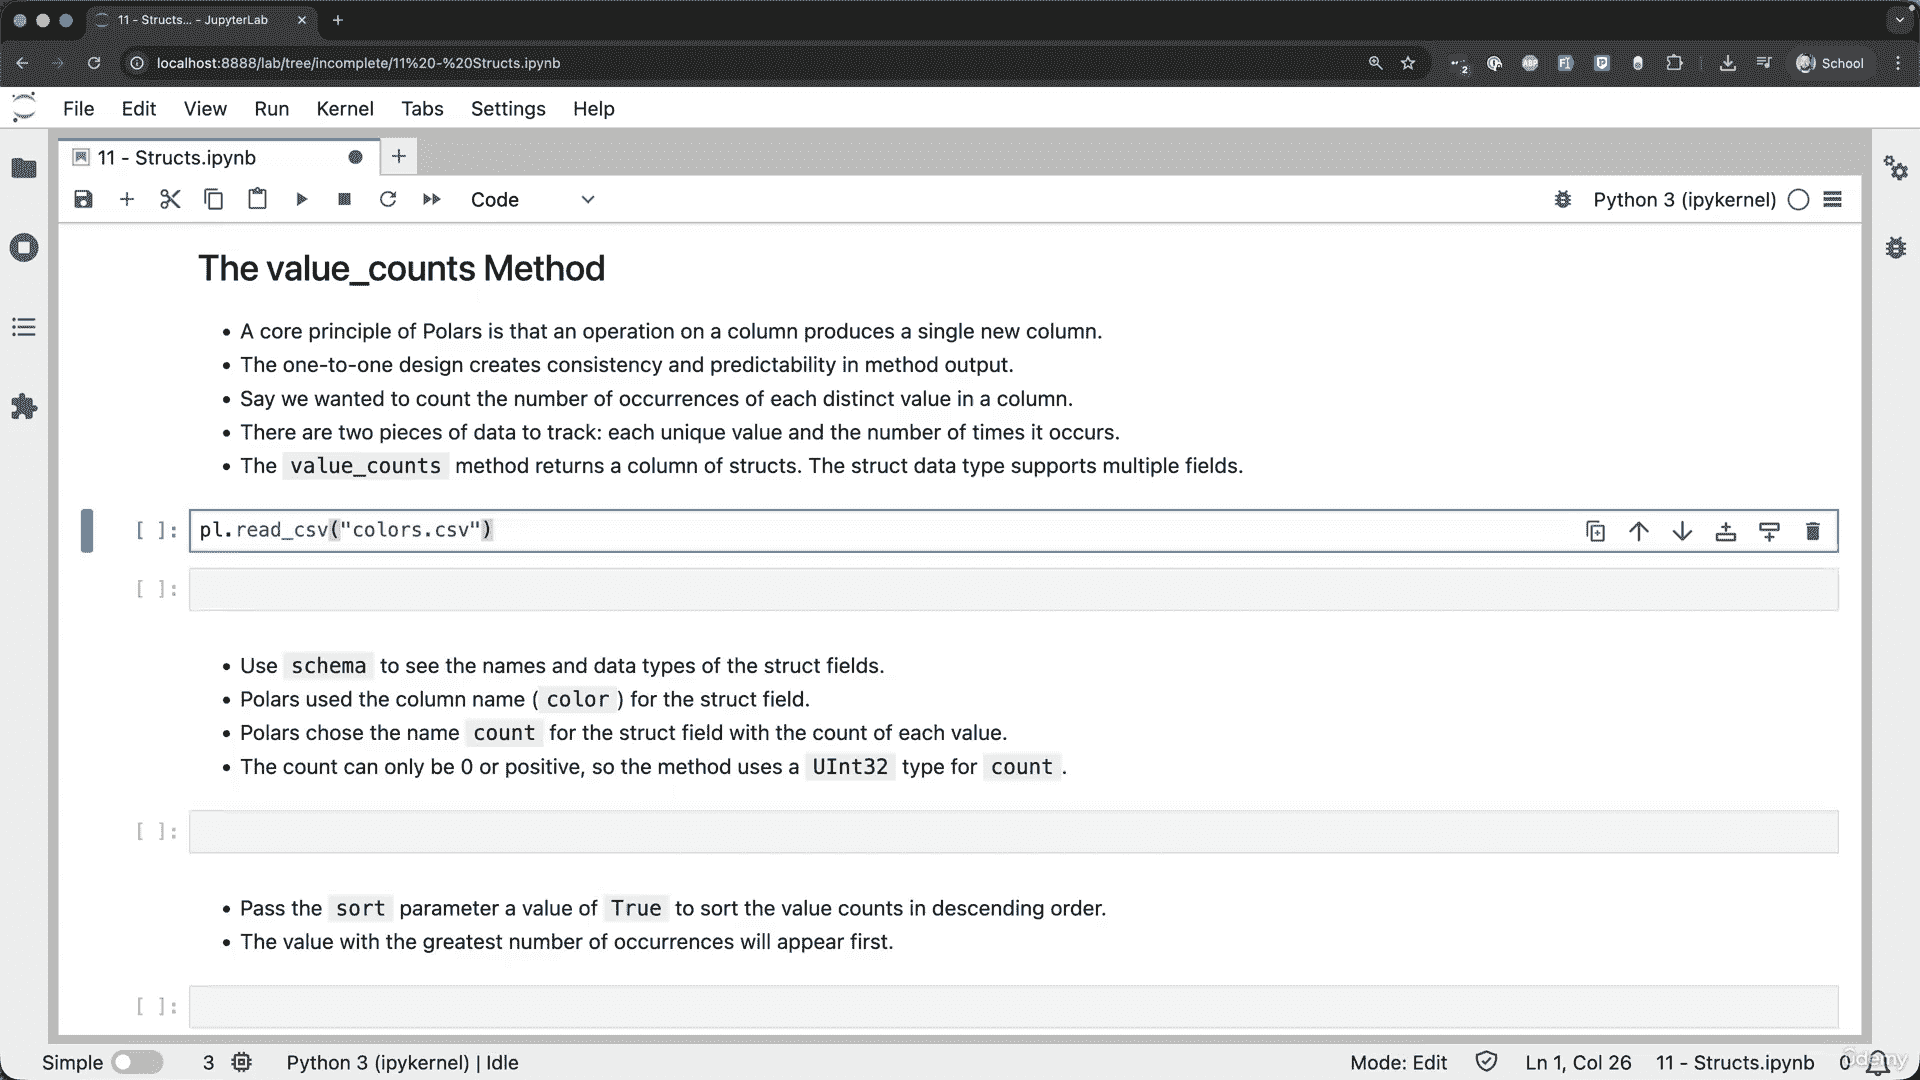 11 - Structs... - JupyterLab
localhost:8888/lab/tree/incomplete/11%20-%20Structs.ipynb
2
ABP
School
File Edit View Run Kernel Tabs Settings Help
11 - Structs.ipynb
Code
Python 3 (ipykernel)
The value_counts Method
• A core principle of Polars is that an operation on a column produces a single new column.
• The one-to-one design creates consistency and predictability in method output.
• Say we wanted to count the number of occurrences of each distinct value in a column.
• There are two pieces of data to track: each unique value and the number of times it occurs.
• The value_counts method returns a column of structs. The struct data type supports multiple fields.
[ ]: pl.read_csv("colors.csv")
[ ]:
• Use schema to see the names and data types of the struct fields.
• Polars used the column name ( color ) for the struct field.
• Polars chose the name count for the struct field with the count of each value.
• The count can only be 0 or positive, so the method uses a UInt32 type for count .
[ ]:
• Pass the sort parameter a value of True to sort the value counts in descending order.
• The value with the greatest number of occurrences will appear first.
[ ]:
Simple 3 Python 3 (ipykernel) | Idle Mode: Edit Ln 1, Col 26 11 - Structs.ipynb 0
udemy